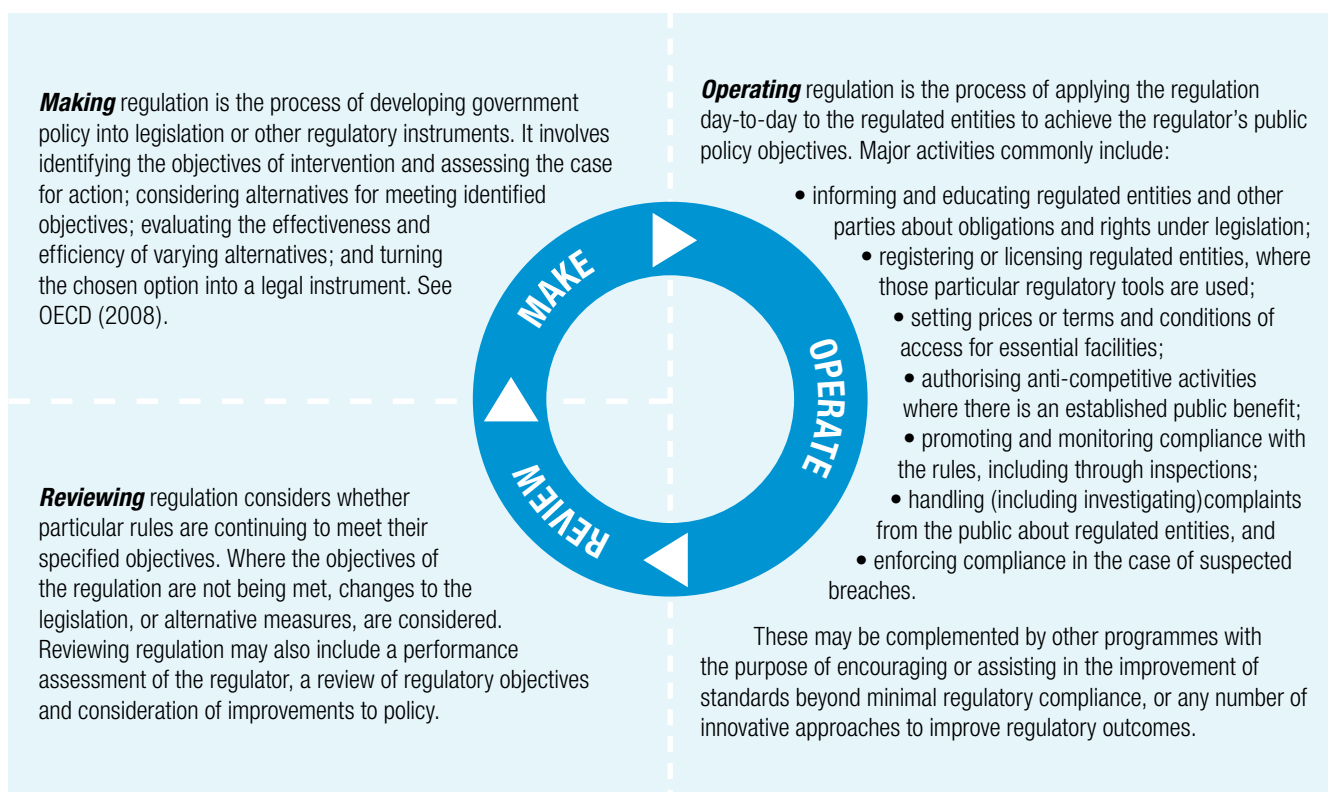 Making regulation is the process of developing government
policy into legislation or other regulatory instruments. It involves
identifying the objectives of intervention and assessing the case
for action; considering alternatives for meeting identified
objectives; evaluating the effectiveness and
efficiency of varying alternatives; and turning
the chosen option into a legal instrument. See
OECD (2008).
Operating regulation is the process of applying the regulation
day-to-day to the regulated entities to achieve the regulator's public
policy objectives. Major activities commonly include:
• informing and educating regulated entities and other
parties about obligations and rights under legislation;
• registering or licensing regulated entities, where
those particular regulatory tools are used;
• setting prices or terms and conditions of
access for essential facilities;
• authorising anti-competitive activities
where there is an established public benefit;
• promoting and monitoring compliance with
the rules, including through inspections;
• handling (including investigating)complaints
from the public about regulated entities, and
• enforcing compliance in the case of suspected
breaches.
These may be complemented by other programmes with
the purpose of encouraging or assisting in the improvement of
standards beyond minimal regulatory compliance, or any number of
innovative approaches to improve regulatory outcomes.
MAKE
OPERATE
REVIEW
Reviewing regulation considers whether
particular rules are continuing to meet their
specified objectives. Where the objectives of
the regulation are not being met, changes to the
legislation, or alternative measures, are considered.
Reviewing regulation may also include a performance
assessment of the regulator, a review of regulatory objectives
and consideration of improvements to policy.